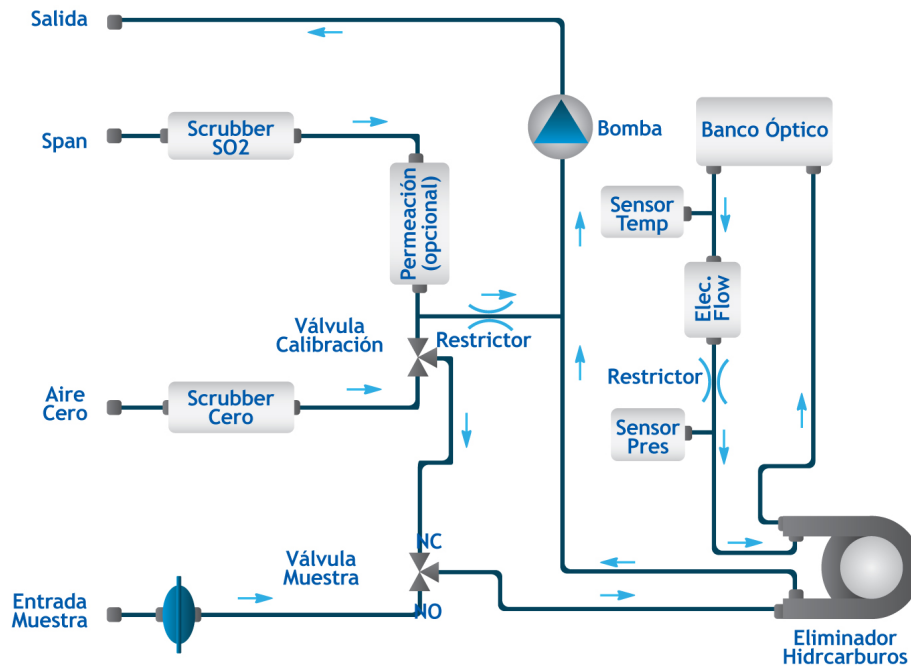 Salida
Span
Scrubber
SO2
Permeación
(opcional)
Bomba
Banco Óptico
Sensor
Temp
Elec.
Flow
Válvula
Calibración
Restrictor
Restrictor
Aire
Cero
Scrubber
Cero
Sensor
Pres
NC
Válvula
Muestra
NO
Entrada
Muestra
Eliminador
Hidrcarburos